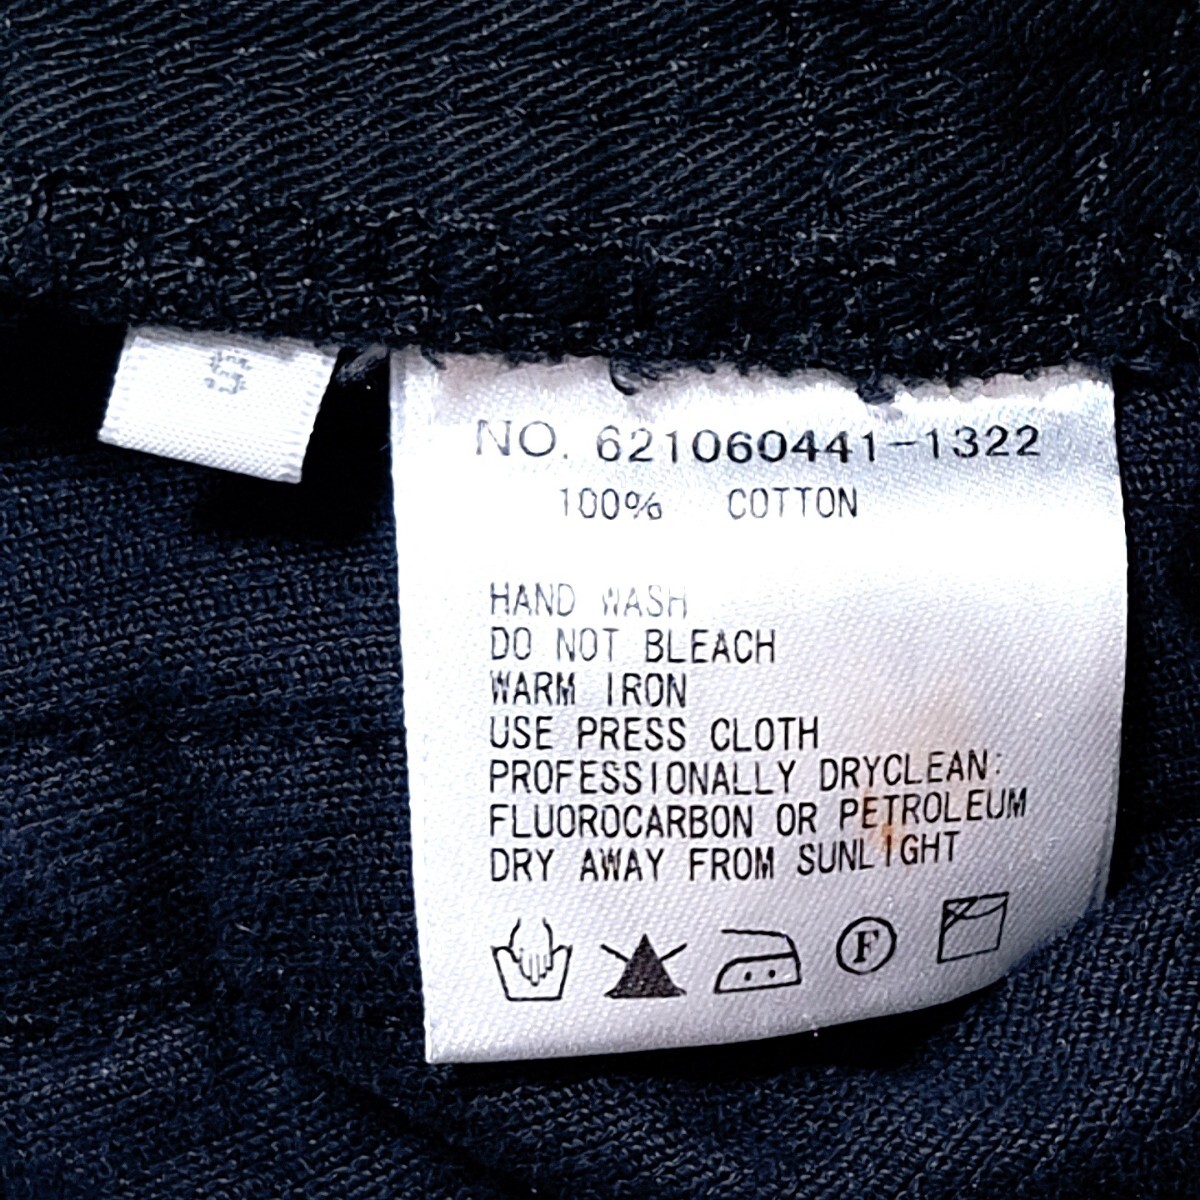 S
NO. 621060441-1322
100% COTTON
HAND WASH
DO NOT BLEACH
WARM IRON
USE PRESS CLOTH
PROFESSIONALLY DRYCLEAN:
FLUOROCARBON OR PETROLEUM
DRY AWAY FROM SUNLIGHT
F